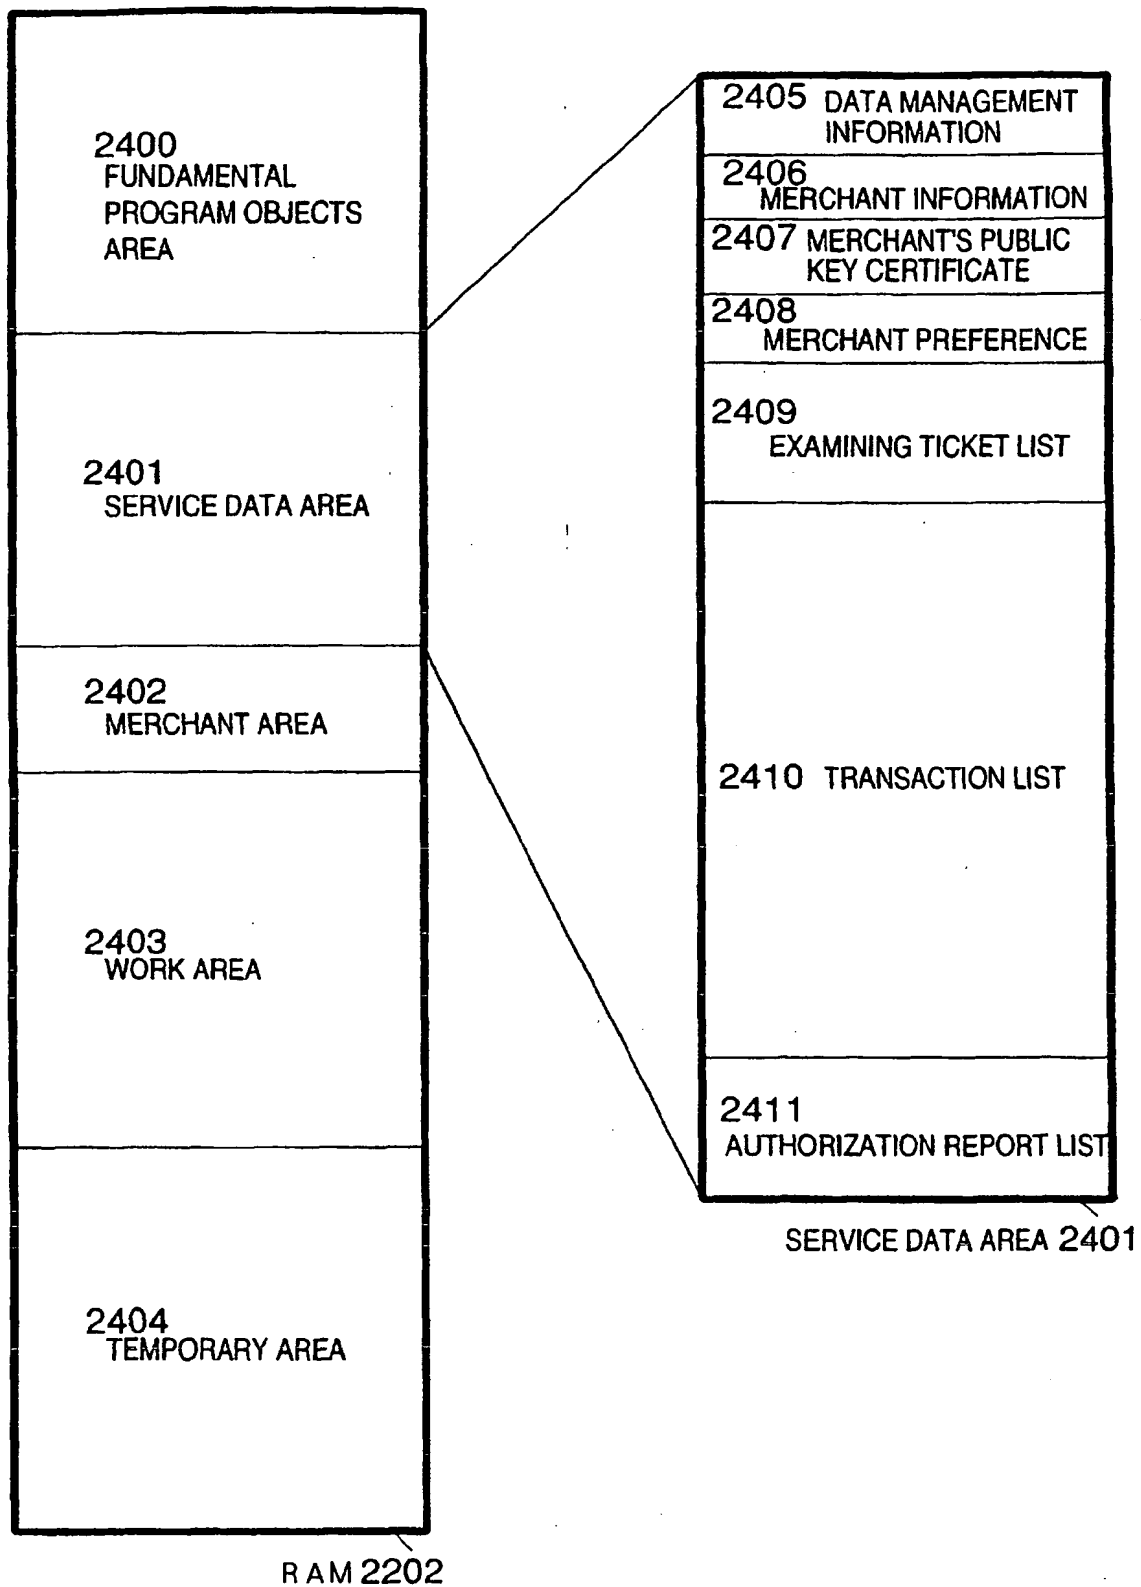 2400
FUNDAMENTAL
PROGRAM OBJECTS
AREA
2401
SERVICE DATA AREA
2402
MERCHANT AREA
2403
WORK AREA
2404
TEMPORARY AREA
RAM 2202
2405 DATA MANAGEMENT
INFORMATION
2406
MERCHANT INFORMATION
2407 MERCHANT'S PUBLIC
KEY CERTIFICATE
2408
MERCHANT PREFERENCE
2409
EXAMINING TICKET LIST
2410 TRANSACTION LIST
2411
AUTHORIZATION REPORT LIST
SERVICE DATA AREA 2401